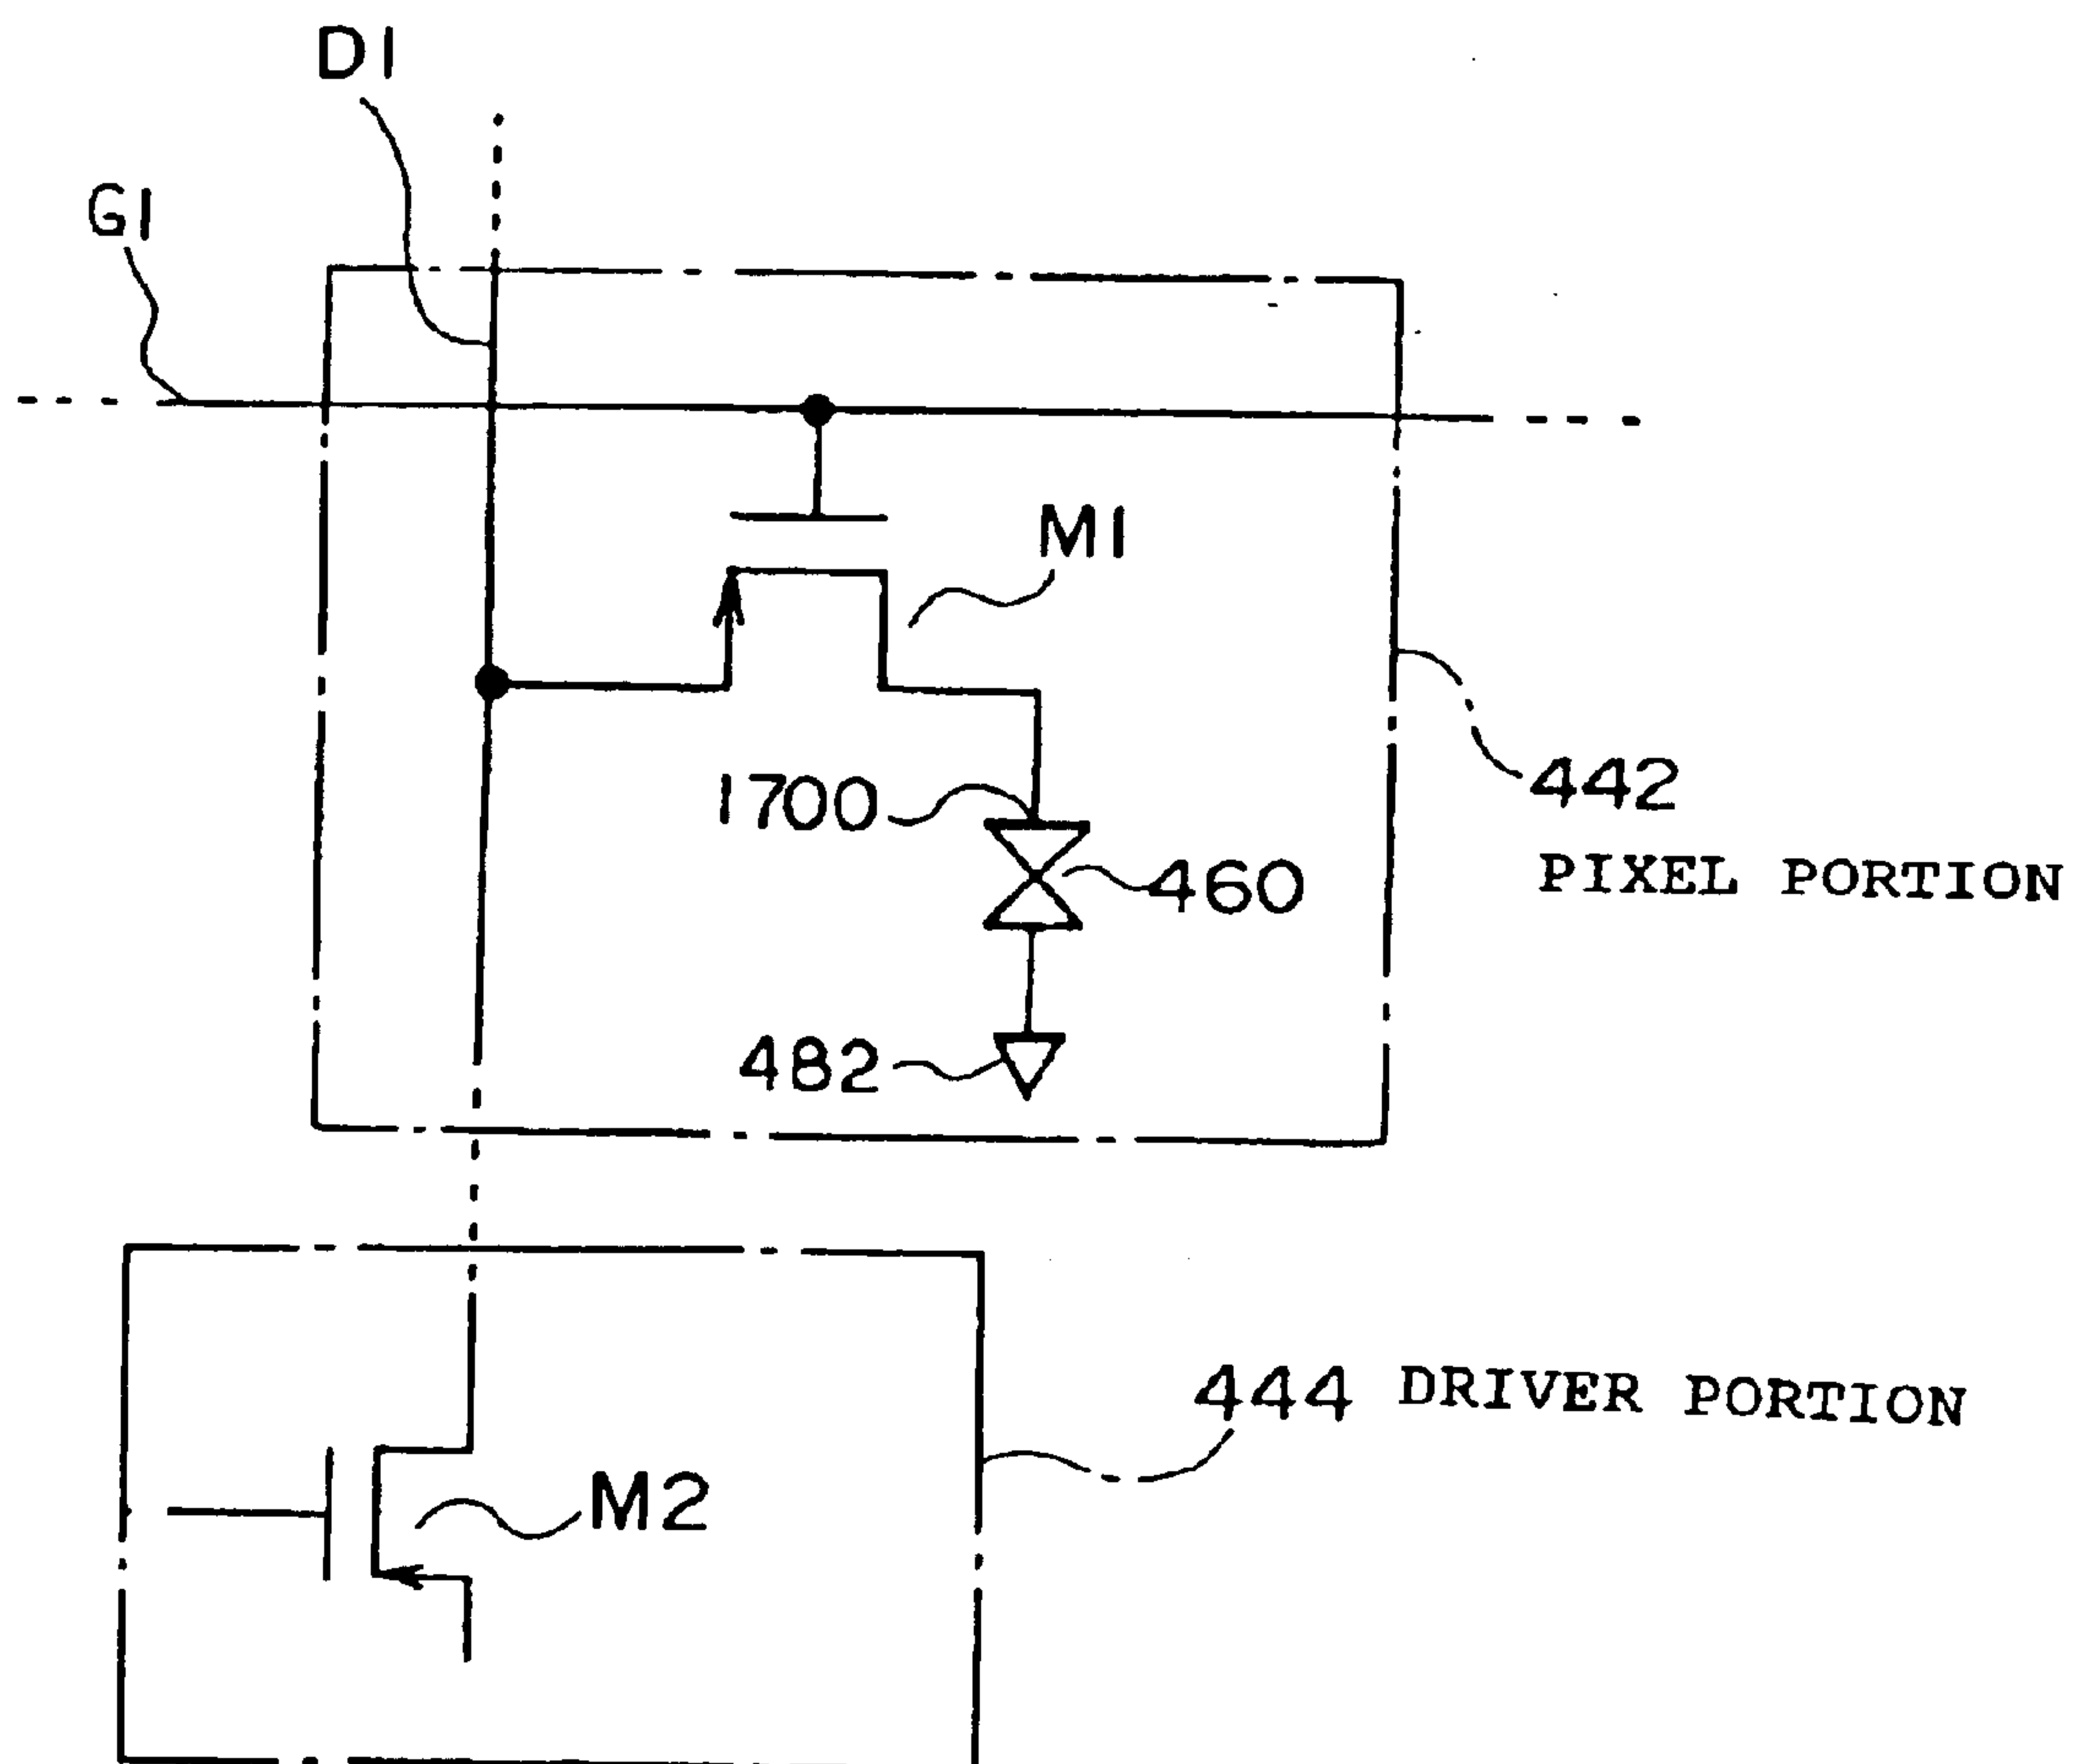 D1
G1
M1
1700
442
PIXEL PORTION
460
482
444 DRIVER PORTION
M2